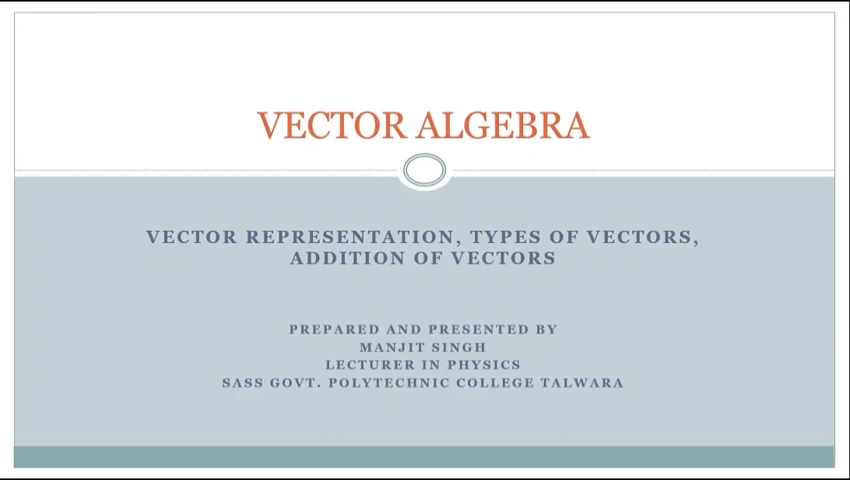 VECTOR ALGEBRA
VECTOR REPRESENTATION, TYPES OF VECTORS,
ADDITION OF VECTORS
PREPARED AND PRESENTED BY
MANJIT SINGH
LECTURER IN PHYSICS
SASS GOVT. POLYTECHNIC COLLEGE TALWARA